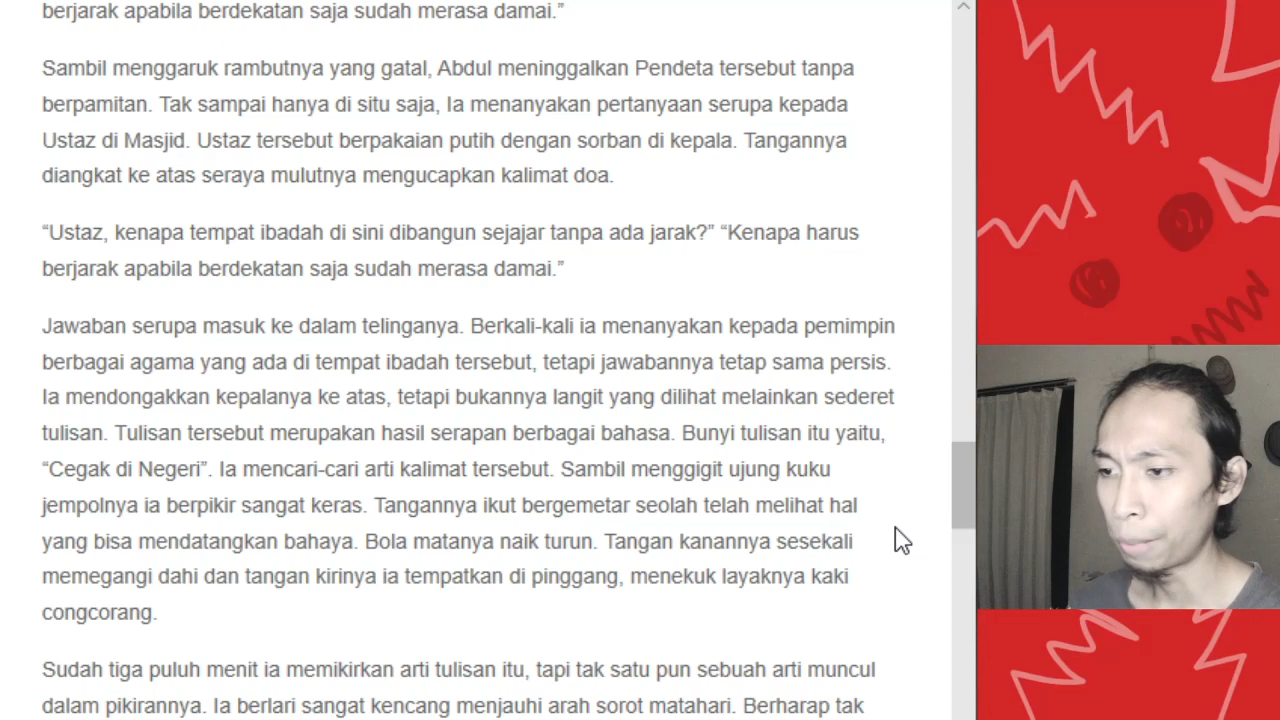 berjarak apabila berdekatan saja sudah merasa damai.”
Sambil menggaruk rambutnya yang gatal, Abdul meninggalkan Pendeta tersebut tanpa
berpamitan. Tak sampai hanya di situ saja, Ia menanyakan pertanyaan serupa kepada
Ustaz di Masjid. Ustaz tersebut berpakaian putih dengan sorban di kepala. Tangannya
diangkat ke atas seraya mulutnya mengucapkan kalimat doa.
“Ustaz, kenapa tempat ibadah di sini dibangun sejajar tanpa ada jarak?” “Kenapa harus
berjarak apabila berdekatan saja sudah merasa damai.”
Jawaban serupa masuk ke dalam telinganya. Berkali-kali ia menanyakan kepada pemimpin
berbagai agama yang ada di tempat ibadah tersebut, tetapi jawabannya tetap sama persis.
Ia mendongakkan kepalanya ke atas, tetapi bukannya langit yang dilihat melainkan sederet
tulisan. Tulisan tersebut merupakan hasil serapan berbagai bahasa. Bunyi tulisan itu yaitu,
“Cegak di Negeri”. Ia mencari-cari arti kalimat tersebut. Sambil menggigit ujung kuku
jempolnya ia berpikir sangat keras. Tangannya ikut bergemetar seolah telah melihat hal
yang bisa mendatangkan bahaya. Bola matanya naik turun. Tangan kanannya sesekali
memegangi dahi dan tangan kirinya ia tempatkan di pinggang, menekuk layaknya kaki
congcorang.
Sudah tiga puluh menit ia memikirkan arti tulisan itu, tapi tak satu pun sebuah arti muncul
dalam pikirannya. Ia berlari sangat kencang menjauhi arah sorot matahari. Berharap tak